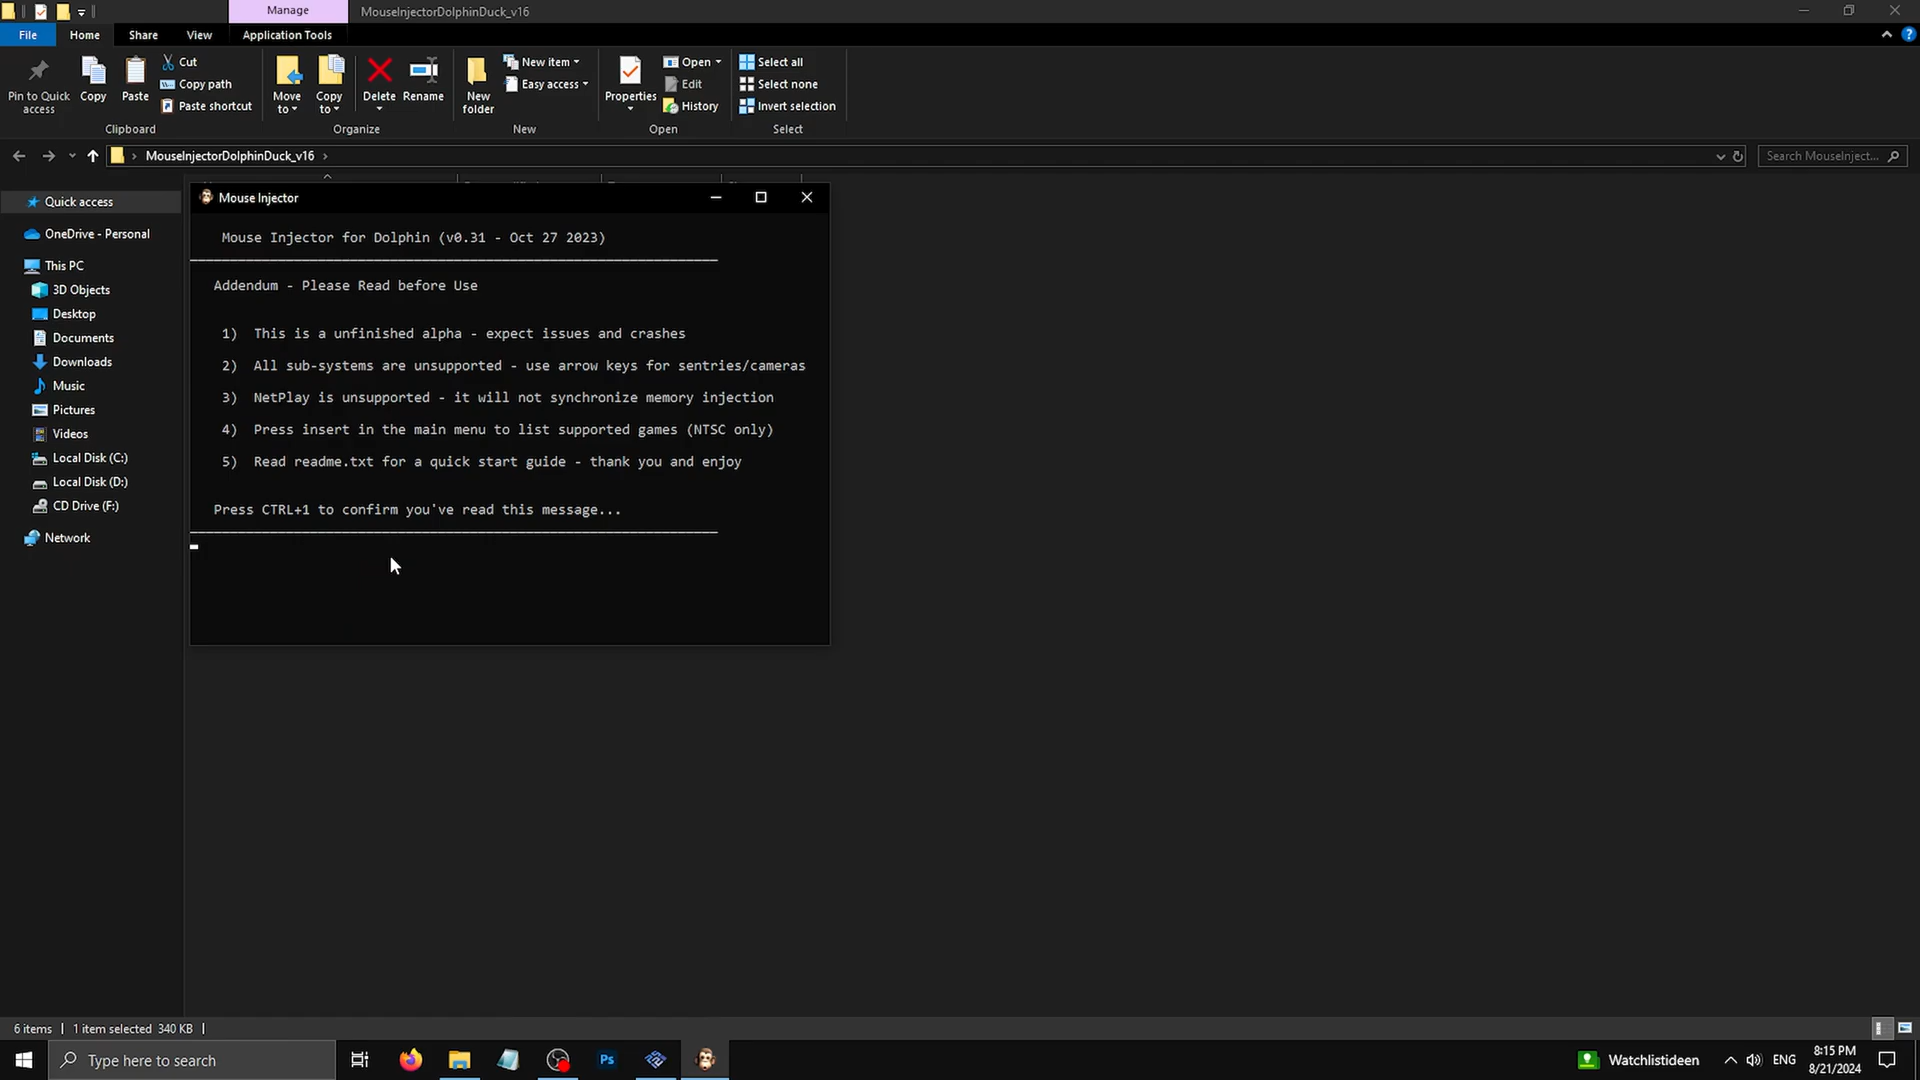 Manage
MouseInjectorDolphinDuck_v16
File
Home
Share
View
Application Tools
Pin to Quick access
Copy
Paste
Cut
Copy path
Paste shortcut
Clipboard
Move to
Copy to
Delete
Rename
Organize
New folder
New item
Easy access
New
Properties
Open
Edit
History
Open
Select all
Select none
Invert selection
Select
MouseInjectorDolphinDuck_v16
Search MouseInject...
Quick access
OneDrive - Personal
This PC
3D Objects
Desktop
Documents
Downloads
Music
Pictures
Videos
Local Disk (C:)
Local Disk (D:)
CD Drive (F:)
Network
Mouse Injector
Mouse Injector for Dolphin (v0.31 - Oct 27 2023)
Addendum - Please Read before Use
1) This is a unfinished alpha - expect issues and crashes
2) All sub-systems are unsupported - use arrow keys for sentries/cameras
3) NetPlay is unsupported - it will not synchronize memory injection
4) Press insert in the main menu to list supported games (NTSC only)
5) Read readme.txt for a quick start guide - thank you and enjoy
Press CTRL+1 to confirm you've read this message...
6 items
1 item selected 340 KB
Type here to search
Ps
Watchlistideen
ENG
8:15 PM
8/21/2024